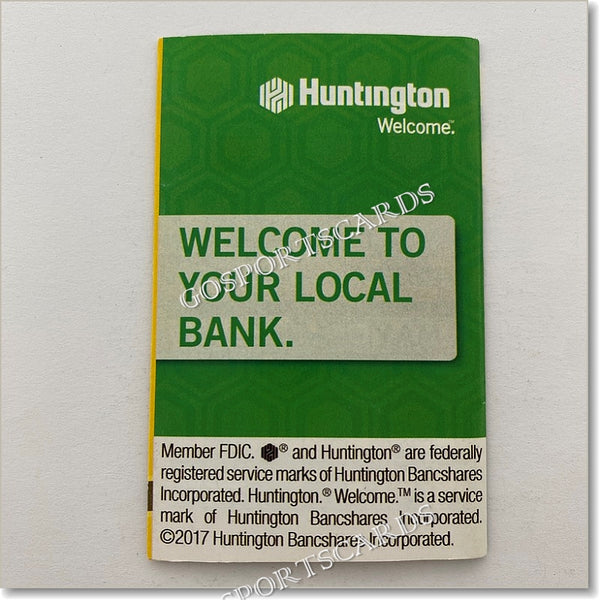 Huntington
Welcome.™
WELCOME TO
YOUR LOCAL
BANK.
GOSPORTSCARDS
Member FDIC. ® and Huntington® are federally
registered service marks of Huntington Bancshares
Incorporated. Huntington.® Welcome.™ is a service
mark of Huntington Bancshares Incorporated.
©2017 Huntington Bancshares Incorporated.
GOSPORTSCARDS